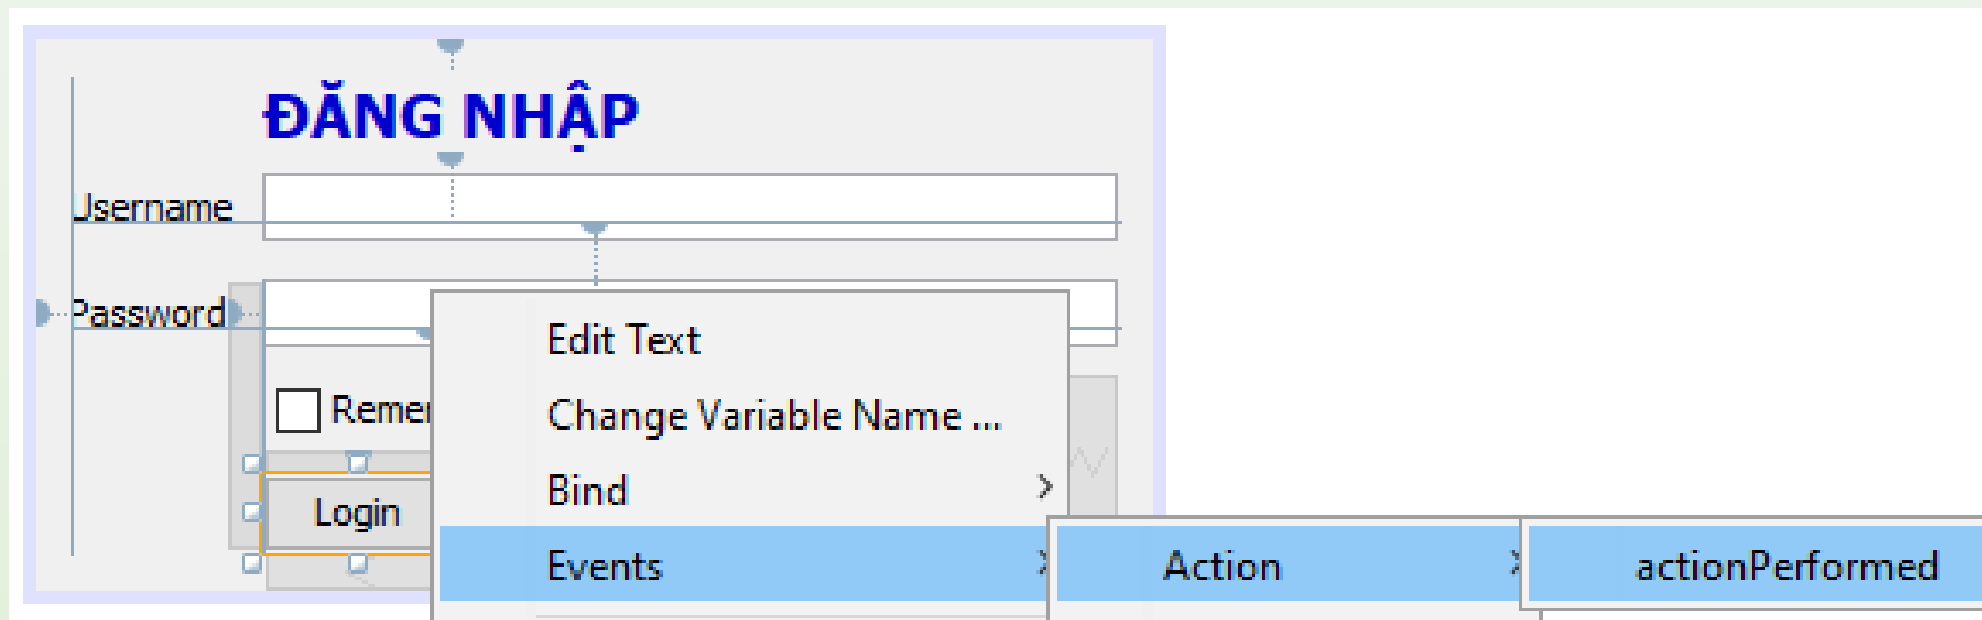 ĐĂNG NHẬP
Username
Password
Edit Text
Change Variable Name ...
Bind
Login
Events
Action
actionPerformed